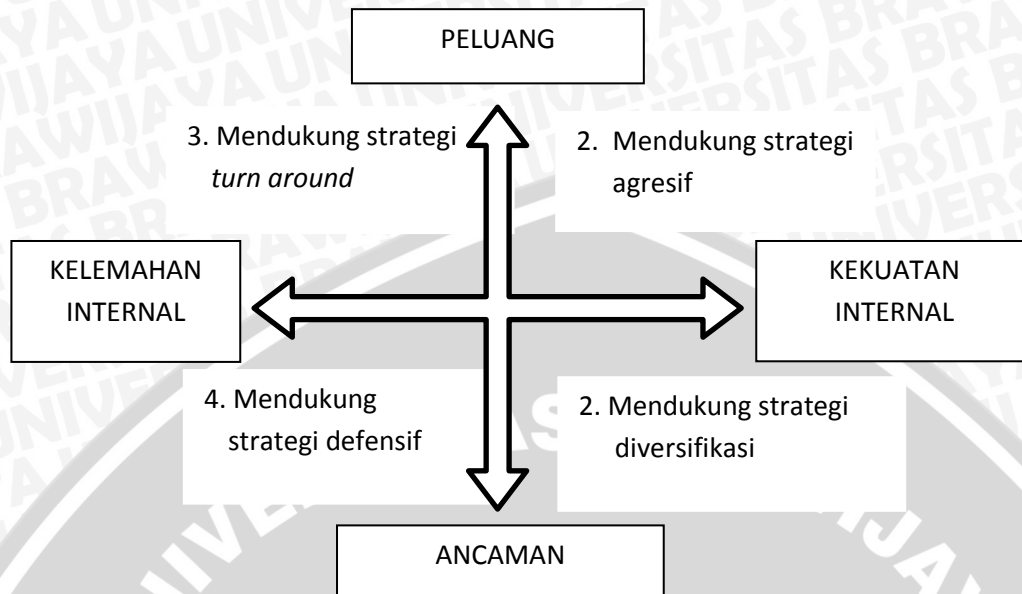 PELUANG
3. Mendukung strategi
turn around
2. Mendukung strategi
agresif
KELEMAHAN
INTERNAL
KEKUATAN
INTERNAL
4. Mendukung
strategi defensif
2. Mendukung strategi
diversifikasi
ANCAMAN